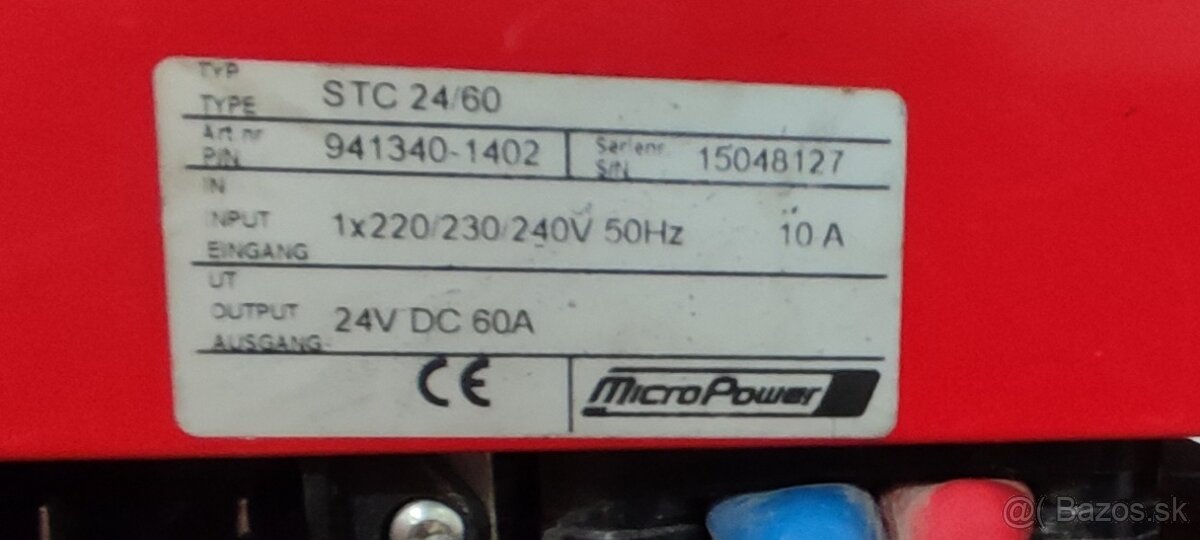 TYP
TYPE STC 24/60
Art.nr P/N 941340-1402 Serienr. S/N 15048127
IN
INPUT 1x220/230/240V 50Hz 10 A
EINGANG
UT
OUTPUT 24V DC 60A
AUSGANG
CE MicroPower
@( Bazos.sk